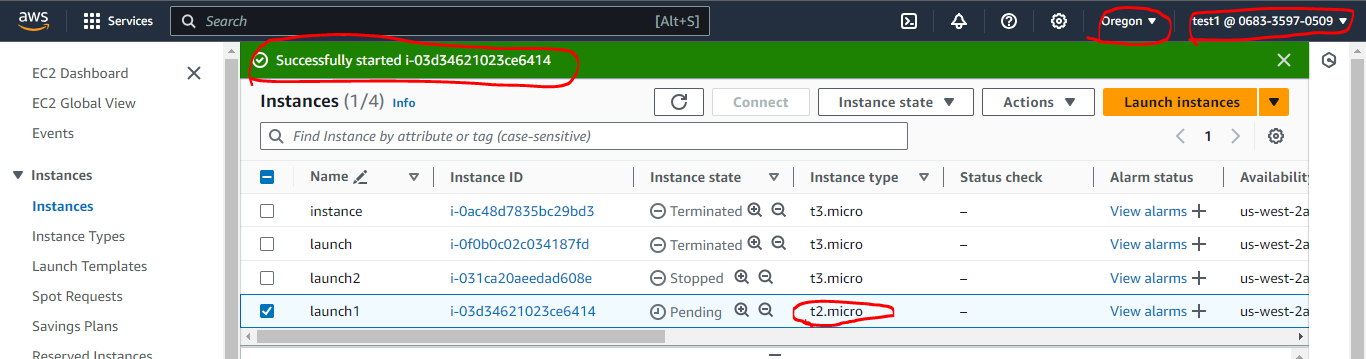 aws Services Search [Alt+S] Oregon test1 @ 0683-3597-0509
Successfully started i-03d34621023ce6414
EC2 Dashboard
EC2 Global View
Events
Instances
Instances
Instance Types
Launch Templates
Spot Requests
Savings Plans
Reserved Instances
Instances (1/4) Info Connect Instance state Actions Launch instances
Find Instance by attribute or tag (case-sensitive) 1
Name Instance ID Instance state Instance type Status check Alarm status Availability
instance i-0ac48d7835bc29bd3 Terminated t3.micro – View alarms us-west-2a
launch i-0f0b0c02c034187fd Terminated t3.micro – View alarms us-west-2a
launch2 i-031ca20aeedad608e Stopped t3.micro – View alarms us-west-2a
launch1 i-03d34621023ce6414 Pending t2.micro – View alarms us-west-2a